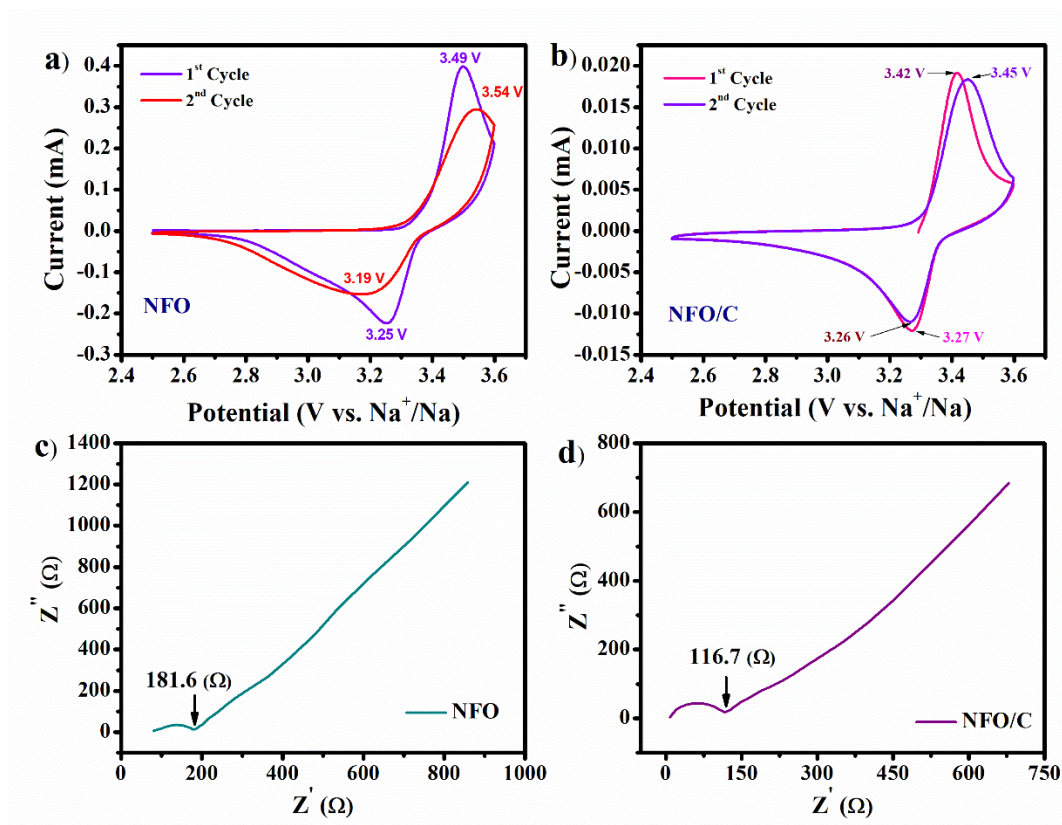 a)
3.49 V
1st Cycle
2nd Cycle
3.54 V
3.19 V
3.25 V
NFO
0.4
0.3
0.2
0.1
0.0
-0.1
-0.2
-0.3
Current (mA)
2.4 2.6 2.8 3.0 3.2 3.4 3.6
Potential (V vs. Na+/Na)
b)
1st Cycle
2nd Cycle
3.42 V
3.45 V
3.26 V
3.27 V
NFO/C
0.020
0.015
0.010
0.005
0.000
-0.005
-0.010
-0.015
Current (mA)
2.4 2.6 2.8 3.0 3.2 3.4 3.6
Potential (V vs. Na+/Na)
c)
1400
1200
1000
800
600
400
200
0
Z'' (Ω)
181.6 (Ω)
NFO
0 200 400 600 800 1000
Z' (Ω)
d)
800
600
400
200
0
Z'' (Ω)
116.7 (Ω)
NFO/C
0 150 300 450 600 750
Z' (Ω)